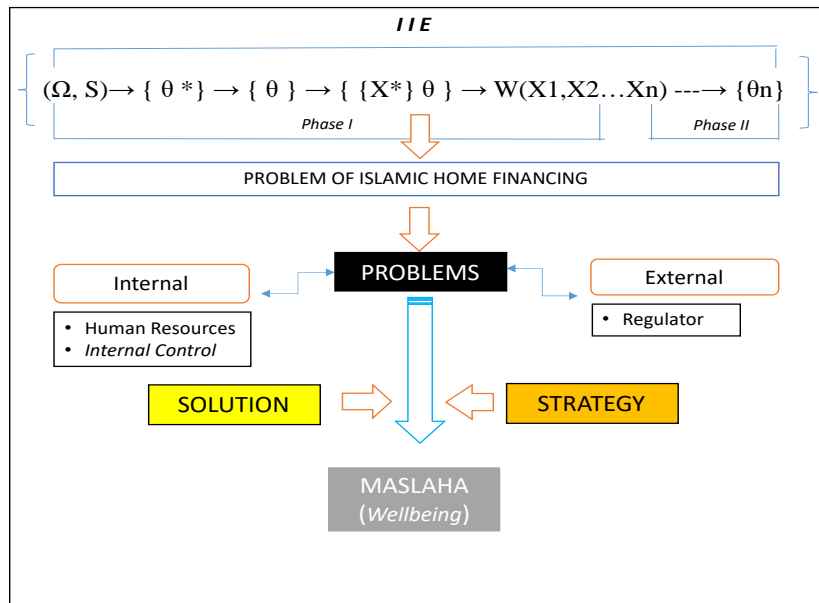 IIE
(Ω, S)→ { θ *} → { θ } → { {X*} θ } → W(X1,X2…Xn) ---→ {θn}
Phase I
Phase II
PROBLEM OF ISLAMIC HOME FINANCING
PROBLEMS
Internal
External
• Human Resources
• Internal Control
• Regulator
SOLUTION
STRATEGY
MASLAHA
(Wellbeing)